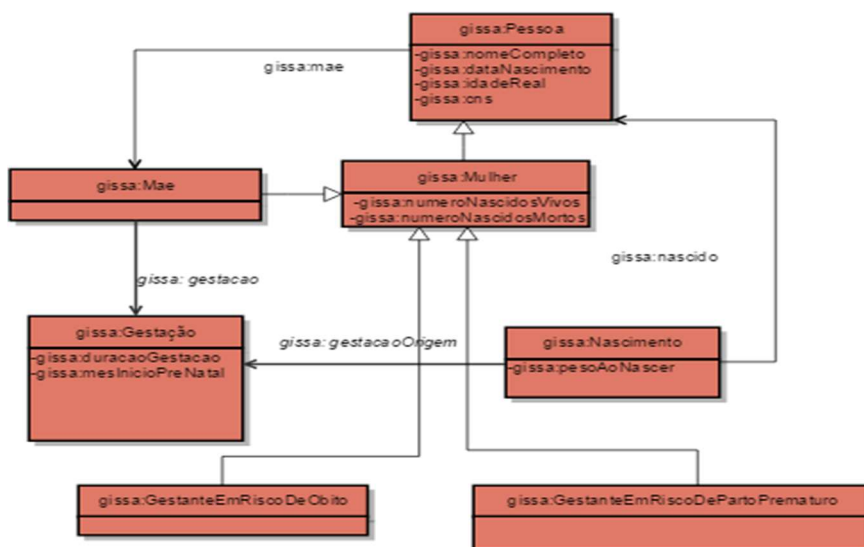 gissa:Pessoa
-gissa:nomeCompleto
-gissa:dataNascimento
-gissa:idadeReal
-gissa:cns
gissa:mae
gissa:Mae
gissa:Mulher
-gissa:numeroNascidosVivos
-gissa:numeroNascidosMortos
gissa:nascido
gissa: gestacao
gissa:Gestação
-gissa:duracaoGestacao
-gissa:mesInicioPreNatal
gissa: gestacaoOrigem
gissa:Nascimento
-gissa:pesoAoNascer
gissa:GestanteEmRiscoDeObito
gissa:GestanteEmRiscoDePartoPrematuro